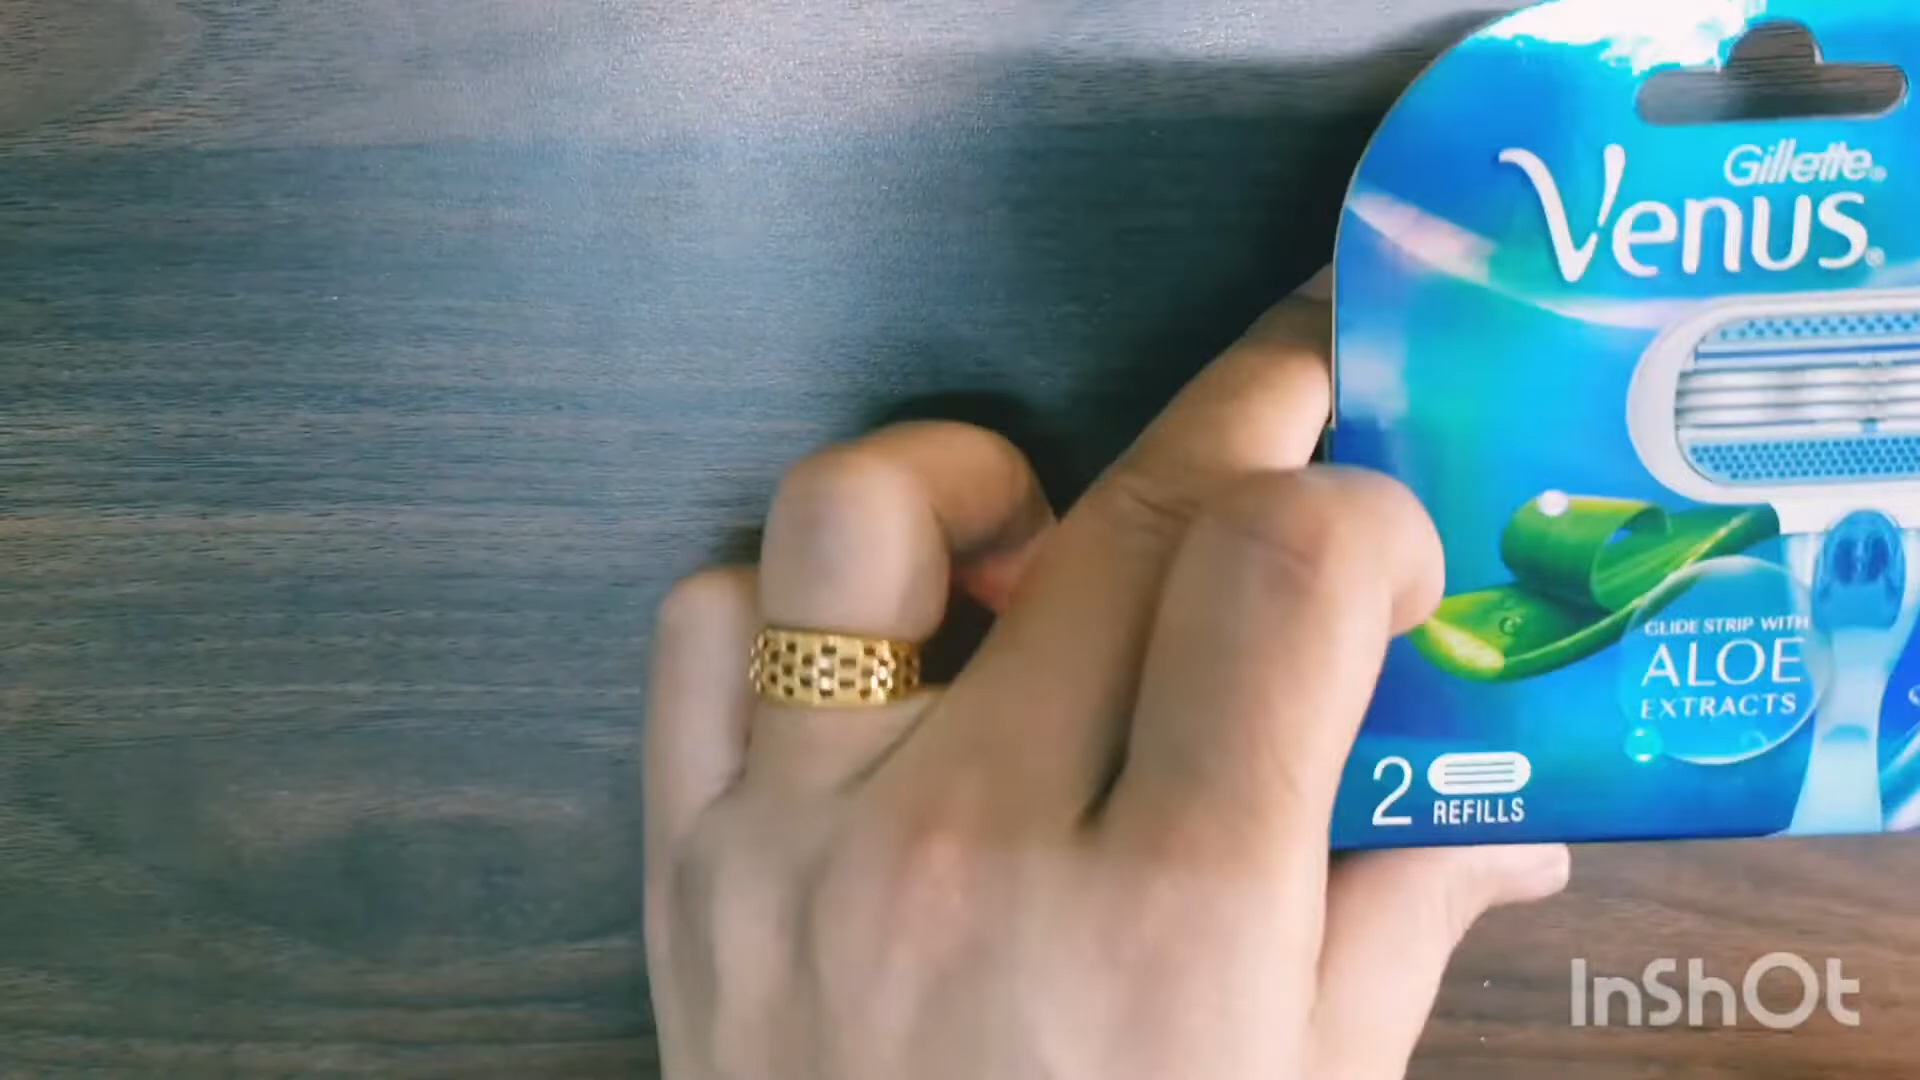 Gillette
Venus
GLIDE STRIP WITH
ALOE
EXTRACTS
2 REFILLS
InShOt